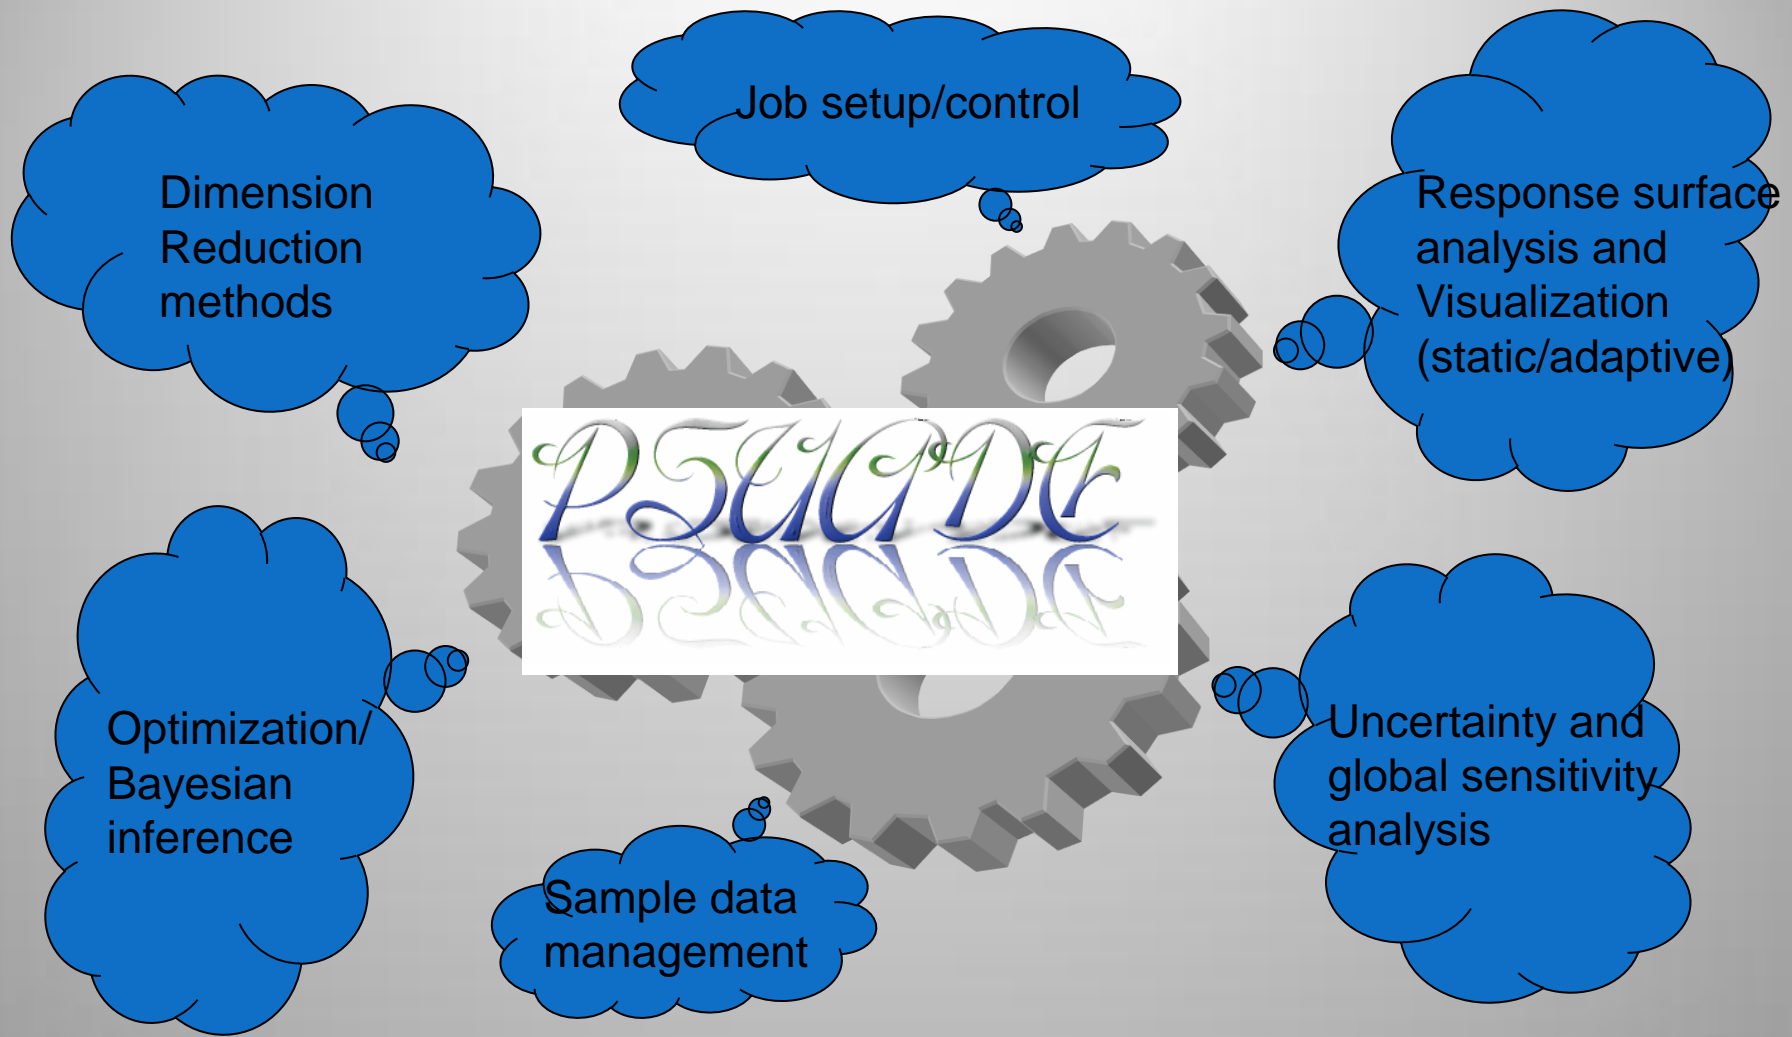 Job setup/control
Dimension
Reduction
methods
Response surface
analysis and
Visualization
(static/adaptive)
PSUADE
Optimization/
Bayesian
inference
Uncertainty and
global sensitivity
analysis
Sample data
management